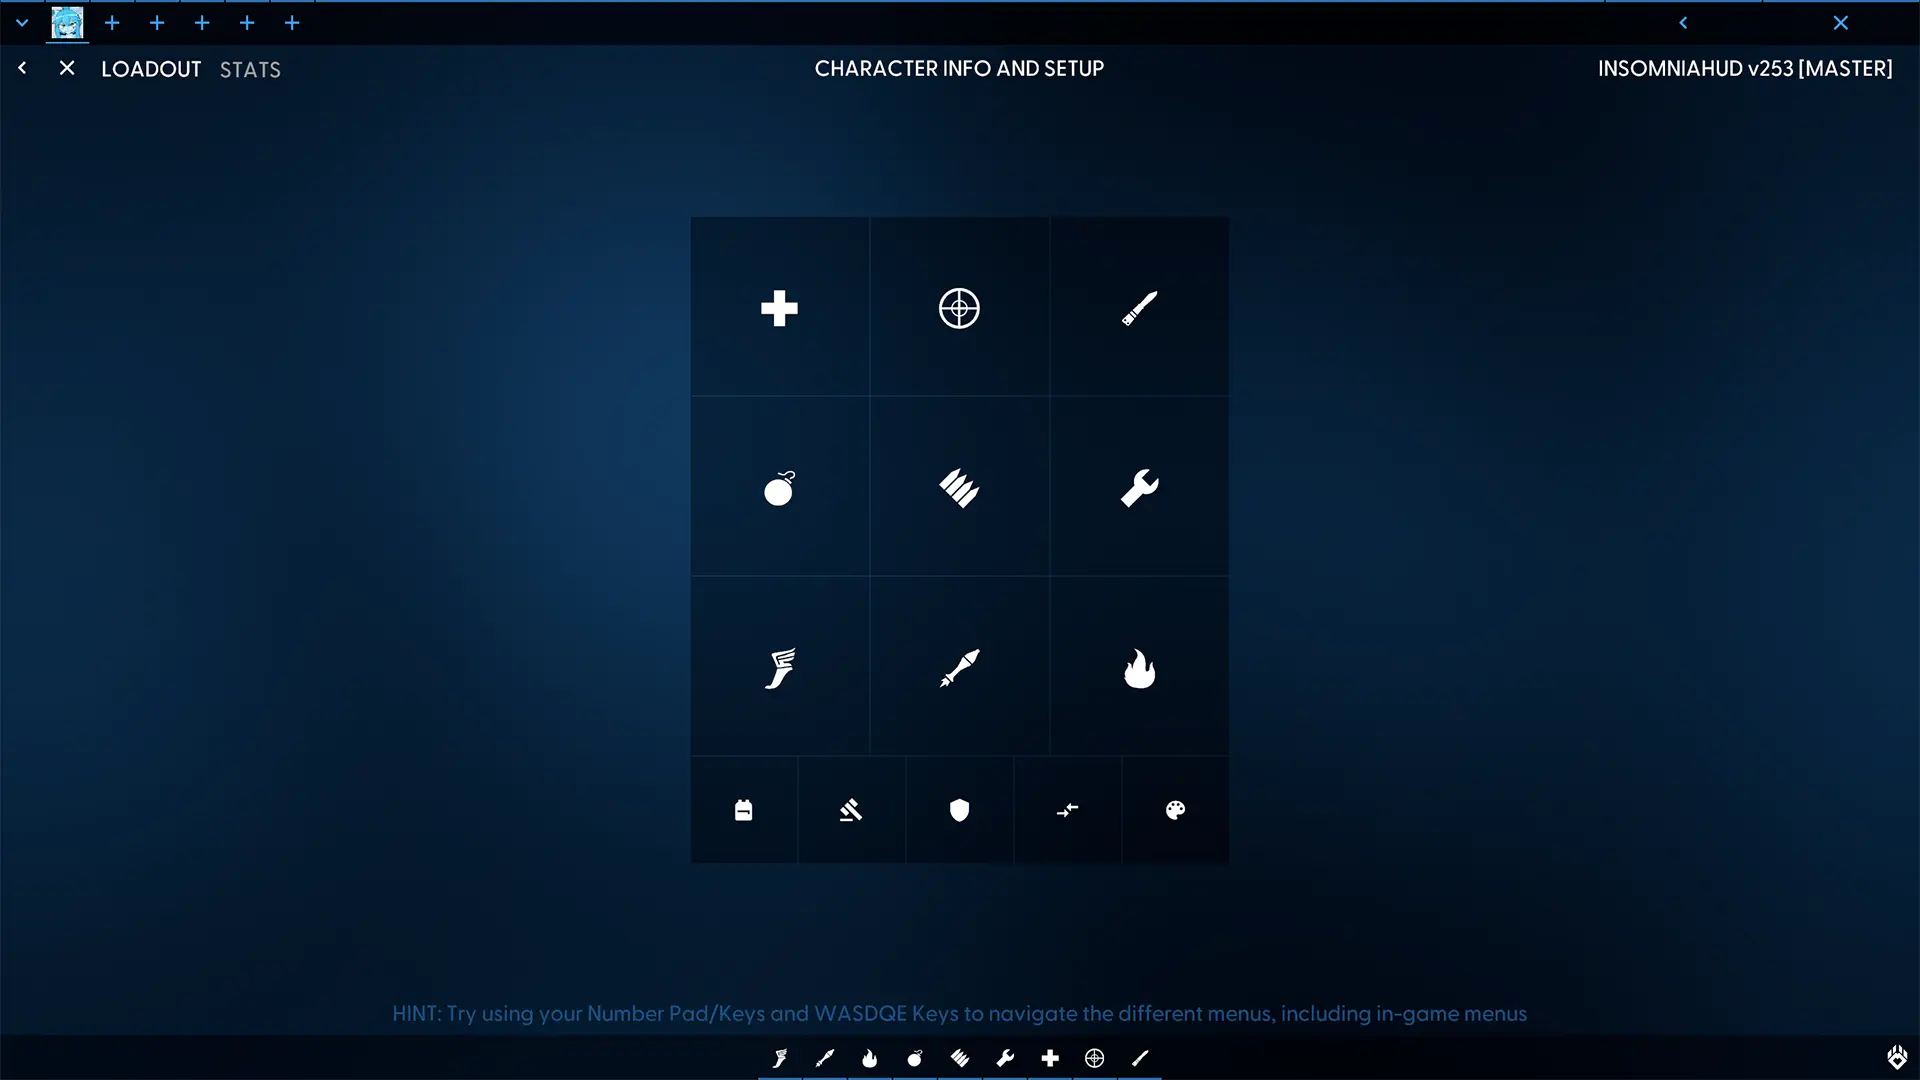 LOADOUT STATS
CHARACTER INFO AND SETUP
INSOMNIAHUD v253 [MASTER]
HINT: Try using your Number Pad/Keys and WASDQE Keys to navigate the different menus, including in-game menus